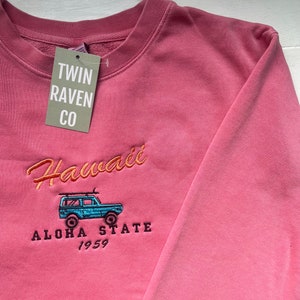 TWIN
RAVEN
CO
Hawaii
ALOHA STATE
1959